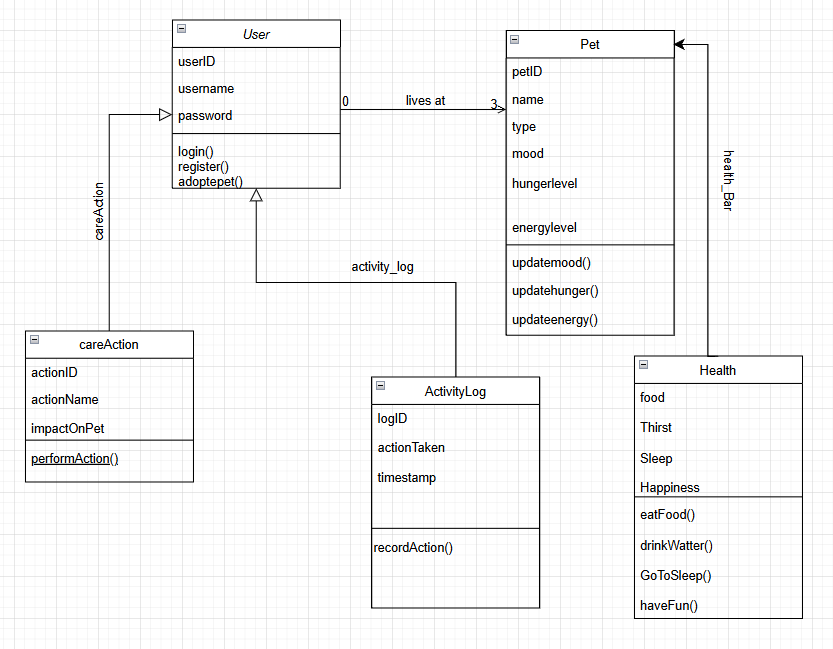 User
userID
username
password
login()
register()
adoptepet()
0
lives at
3
Pet
petID
name
type
mood
hungerlevel
energylevel
updatemood()
updatehunger()
updateenergy()
health_Bar
careAction
activity_log
careAction
actionID
actionName
impactOnPet
performAction()
ActivityLog
logID
actionTaken
timestamp
recordAction()
Health
food
Thirst
Sleep
Happiness
eatFood()
drinkWatter()
GoToSleep()
haveFun()